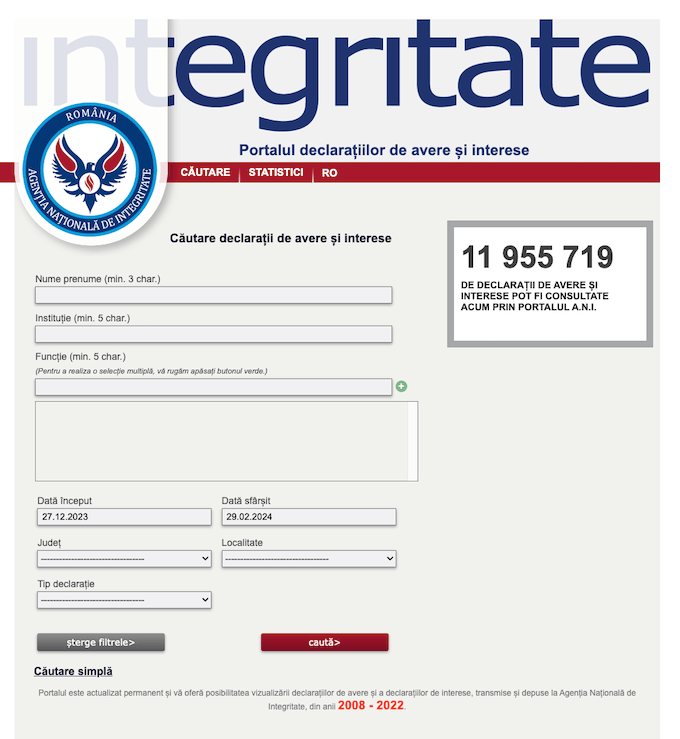 integritate
ROMÂNIA
AGENȚIA NAȚIONALĂ DE INTEGRITATE
Portalul declarațiilor de avere și interese
CĂUTARE STATISTICI RO
Căutare declarații de avere și interese
11 955 719
DE DECLARAȚII DE AVERE ȘI
INTERESE POT FI CONSULTATE
ACUM PRIN PORTALUL A.N.I.
Nume prenume (min. 3 char.)
Instituție (min. 5 char.)
Funcție (min. 5 char.)
(Pentru a realiza o selecție multiplă, vă rugăm apăsați butonul verde.)
Dată început Dată sfârșit
27.12.2023 29.02.2024
Județ Localitate
----------------------------------- -----------------------------------
Tip declarație
-----------------------------------
șterge filtrele> caută>
Căutare simplă
Portalul este actualizat permanent și vă oferă posibilitatea vizualizării declarațiilor de avere și a declarațiilor de interese, transmise și depuse la Agenția Națională de
Integritate, din anii 2008 - 2022.